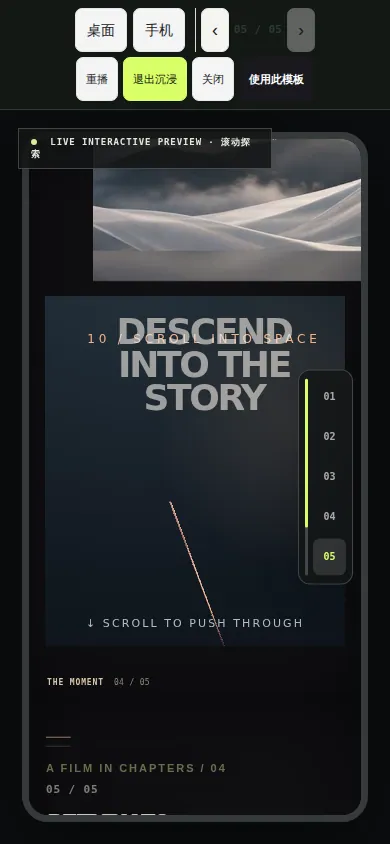 桌面 手机 ‹ 05 / 05 ›
重播 退出沉浸 关闭 使用此模板
LIVE INTERACTIVE PREVIEW · 滚动探
索
DESCEND
10 / SCROLL INTO SPACE
INTO THE
STORY
01
02
03
04
05
↓ SCROLL TO PUSH THROUGH
THE MOMENT 04 / 05
A FILM IN CHAPTERS / 04
05 / 05